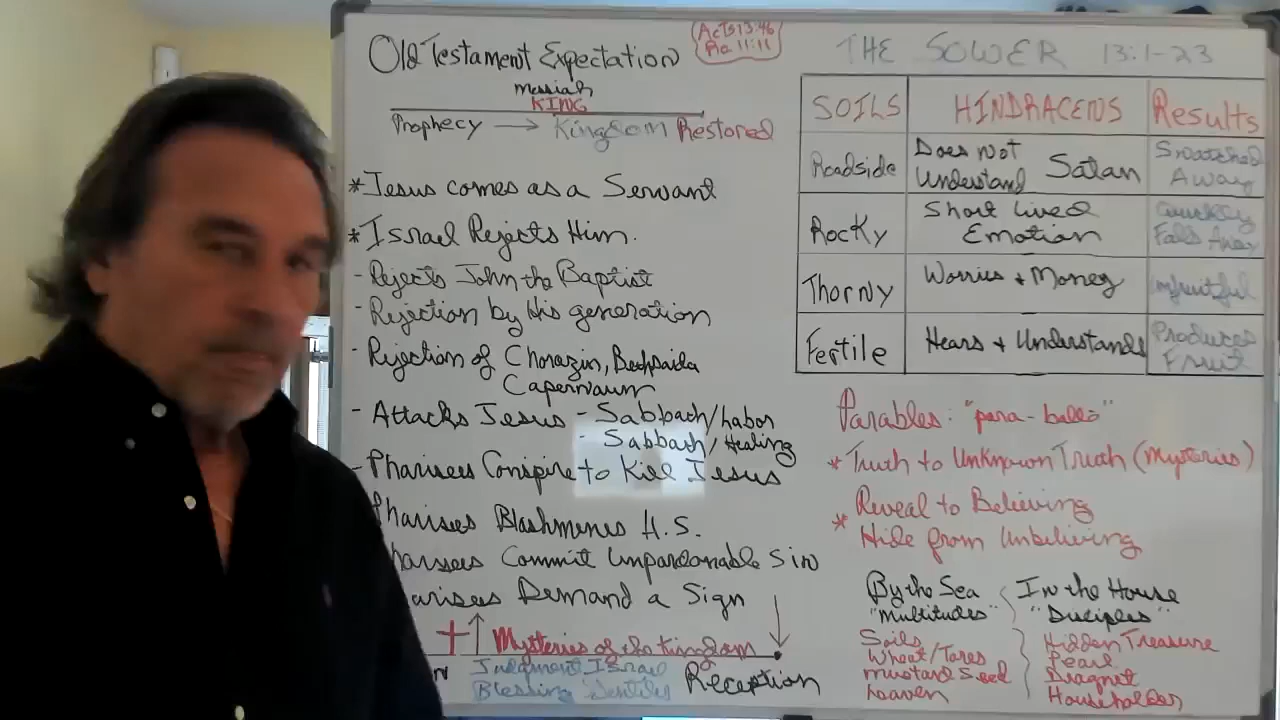 Old Testament Expectation
Acts 13:46
Ro 11:11
Messiah
KING
Prophecy → Kingdom Restored
*Jesus comes as a Servant
*Israel Rejects Him.
- Rejects John the Baptist
- Rejection by His generation
- Rejection of Chorazin, Bethsaida
Capernaum
- Attacks Jesus - Sabbath/Labor
- Sabbath/Healing
- Pharisees Conspire to Kill Jesus
Pharises Blashmenes H.S.
harisees Commit Unpardonable Sin
arisees Demand a Sign
Mysteries of the Kingdom
Judgment Israel
Blessing Gentiles
Reception
THE SOWER 13:1-23
SOILS HINDRACENS Results
Roadside Does Not Understand Satan Snatched Away
Rocky Short lived Emotion Quickly Falls Away
Thorny Worries + Money Unfruitful
Fertile Hears + Understands Produces Fruit
Parables: "para-ballo"
* Truth to Unknown Truth (Mysteries)
* Reveal to Believing
Hide from Unbeliving
By the Sea
"Multitudes"
Soils
Wheat/Tares
Mustard Seed
Leaven
In the House
"Disciples"
Hidden Treasure
Pearl
Dragnet
Householder